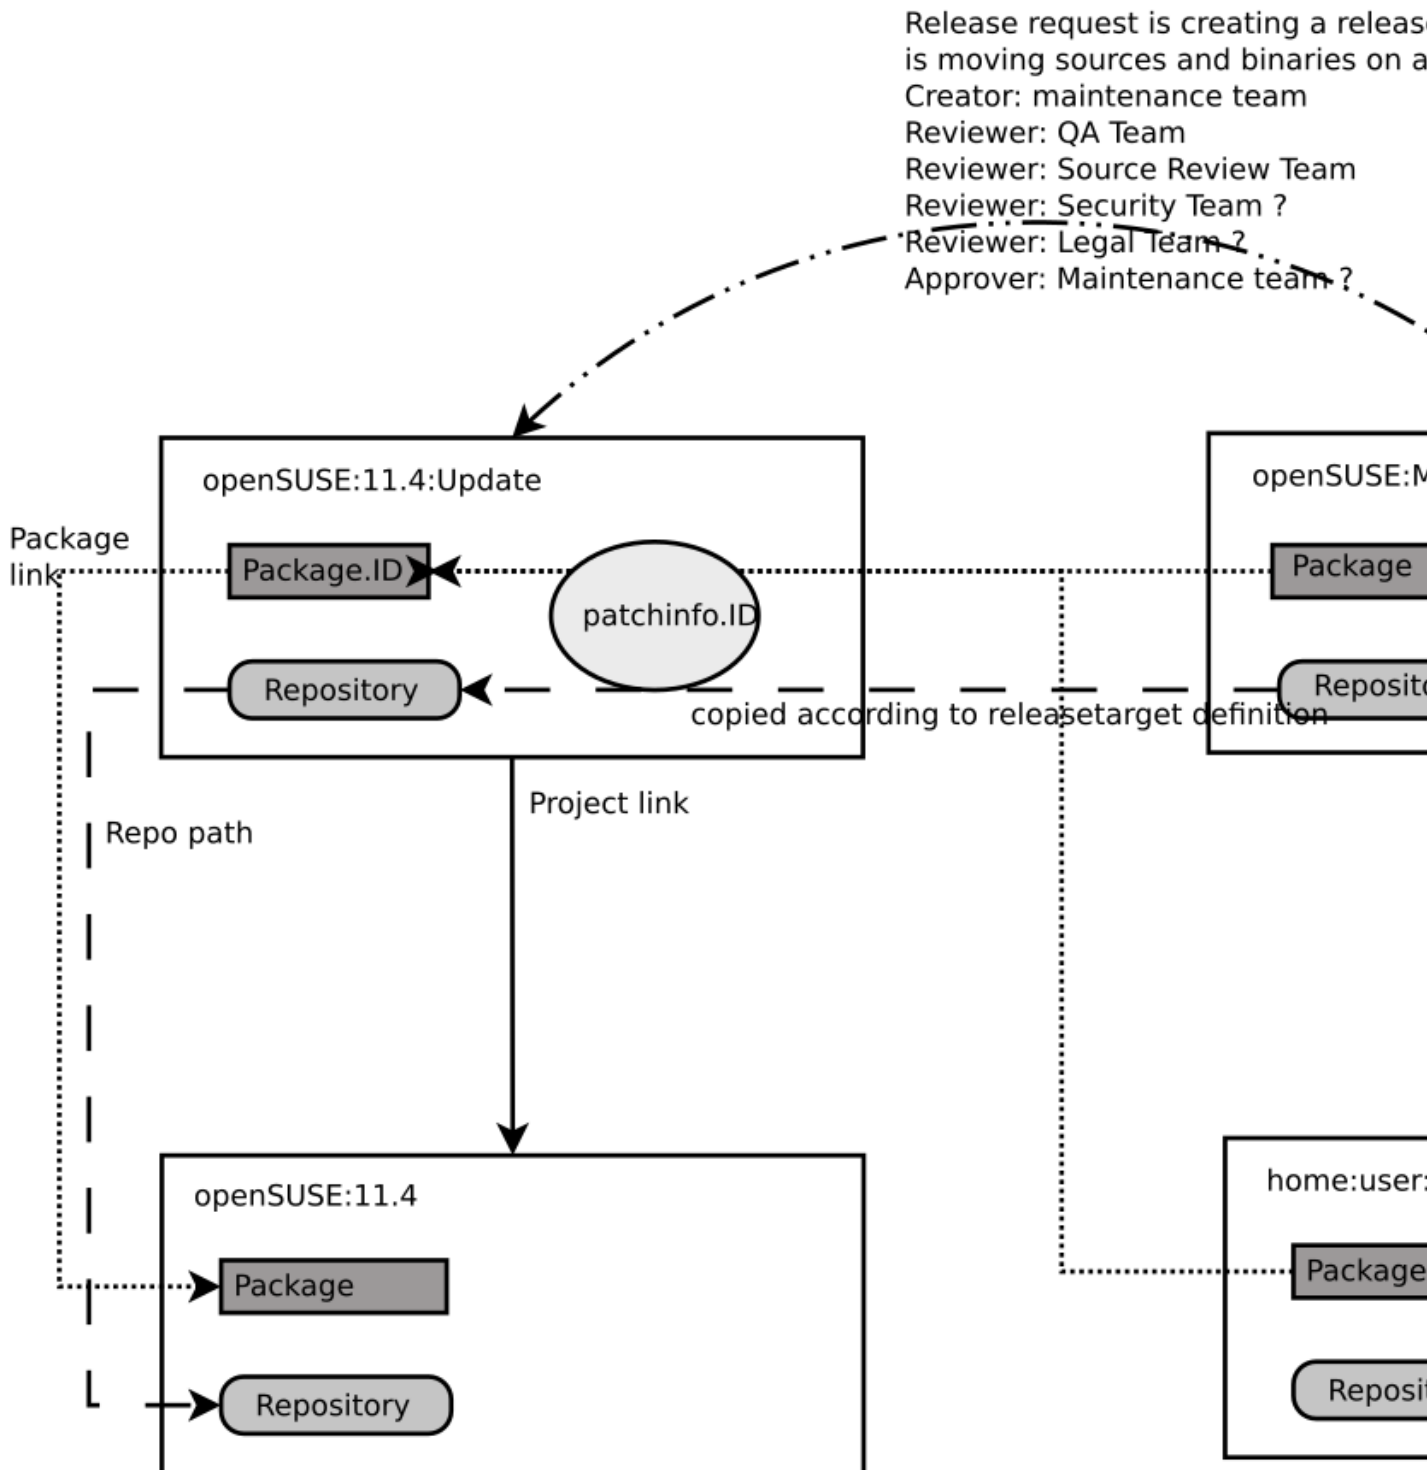 Release request is creating a release
is moving sources and binaries on a
Creator: maintenance team
Reviewer: QA Team
Reviewer: Source Review Team
Reviewer: Security Team ?
Reviewer: Legal Team ?
Approver: Maintenance team ?
openSUSE:11.4:Update
openSUSE:M
Package
link
Package.ID
patchinfo.ID
Package
Repository
Reposito
copied according to releasetarget definition
Project link
Repo path
openSUSE:11.4
home:user:
Package
Package
Repository
Reposit